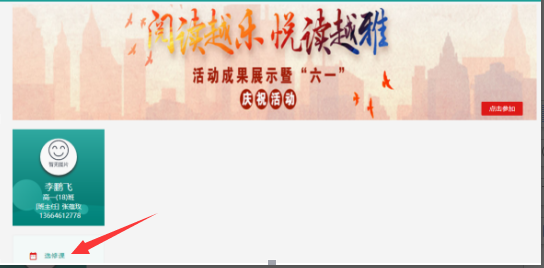 阅读越乐 悦读越雅
活动成果展示暨“六一”
庆祝活动
点击参加
暂无图片
李鹏飞
高一(18)班
[班主任] 张蕴玫
13664612778
选修课